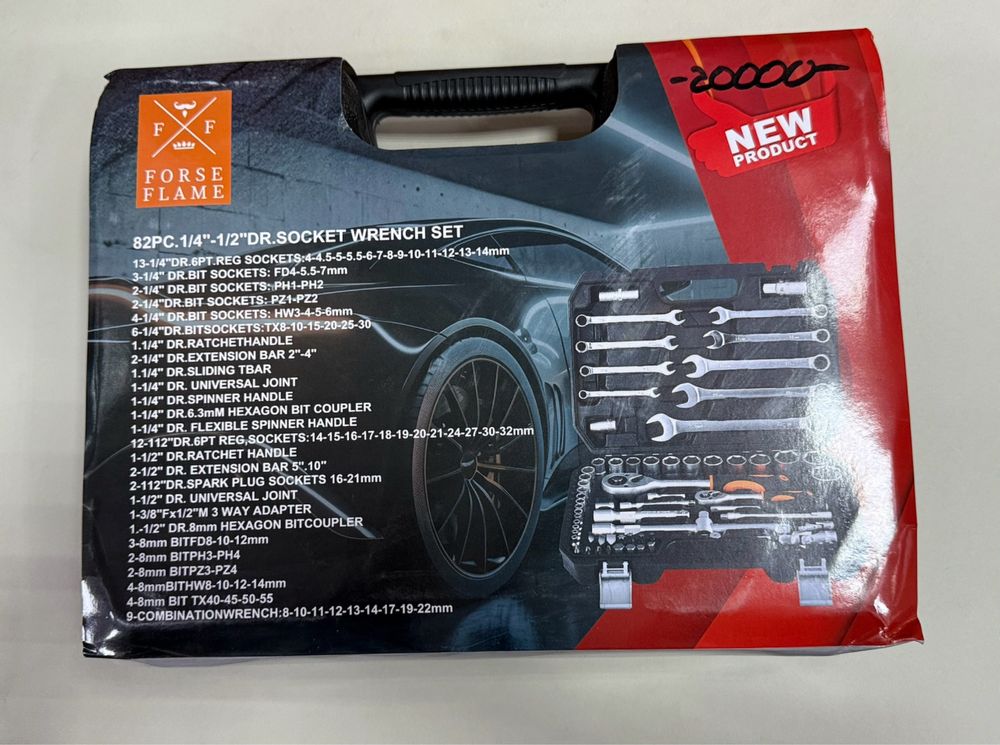 -20000-
NEW
PRODUCT
F F
FORSE
FLAME
82PC.1/4"-1/2"DR.SOCKET WRENCH SET
13-1/4"DR.6PT.REG SOCKETS:4-4.5-5-5.5-6-7-8-9-10-11-12-13-14mm
3-1/4" DR.BIT SOCKETS: FD4-5.5-7mm
2-1/4" DR.BIT SOCKETS: PH1-PH2
2-1/4"DR.BIT SOCKETS: PZ1-PZ2
4-1/4" DR.BIT SOCKETS: HW3-4-5-6mm
6-1/4"DR.BITSOCKETS:TX8-10-15-20-25-30
1.1/4" DR.RATCHETHANDLE
2-1/4" DR.EXTENSION BAR 2"-4"
1.1/4" DR.SLIDING TBAR
1-1/4" DR. UNIVERSAL JOINT
1-1/4" DR.SPINNER HANDLE
1-1/4" DR.6.3mM HEXAGON BIT COUPLER
1-1/4" DR. FLEXIBLE SPINNER HANDLE
12-112"DR.6PT REG,SOCKETS:14-15-16-17-18-19-20-21-24-27-30-32mm
1-1/2" DR.RATCHET HANDLE
2-1/2" DR. EXTENSION BAR 5".10"
2-112"DR.SPARK PLUG SOCKETS 16-21mm
1-1/2" DR. UNIVERSAL JOINT
1-3/8"Fx1/2"M 3 WAY ADAPTER
1.-1/2" DR.8mm HEXAGON BITCOUPLER
3-8mm BITFD8-10-12mm
2-8mm BITPH3-PH4
2-8mm BITPZ3-PZ4
4-8mmBITHW8-10-12-14mm
4-8mm BIT TX40-45-50-55
9-COMBINATIONWRENCH:8-10-11-12-13-14-17-19-22mm